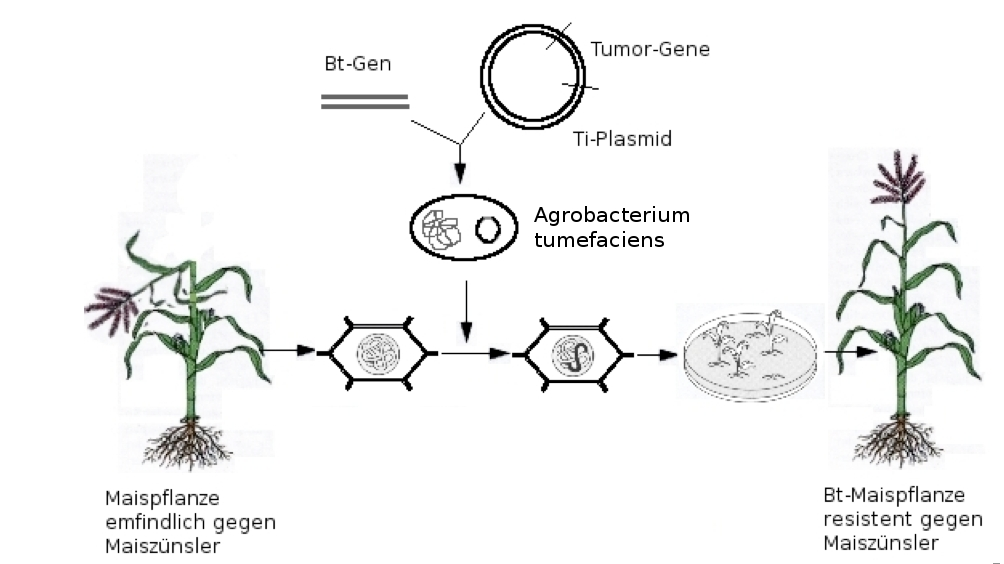 Bt-Gen
Tumor-Gene
Ti-Plasmid
Agrobacterium
tumefaciens
Maispflanze
emfindlich gegen
Maiszünsler
Bt-Maispflanze
resistent gegen
Maiszünsler